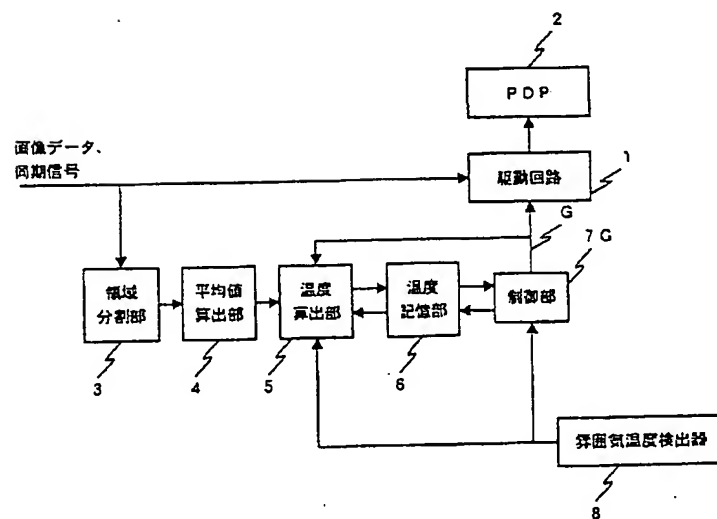 2
PDP
画像データ、
同期信号
駆動回路
1
G
7G
領域
分割部
平均値
算出部
温度
算出部
温度
記憶部
制御部
3
4
5
6
雰囲気温度検出器
8